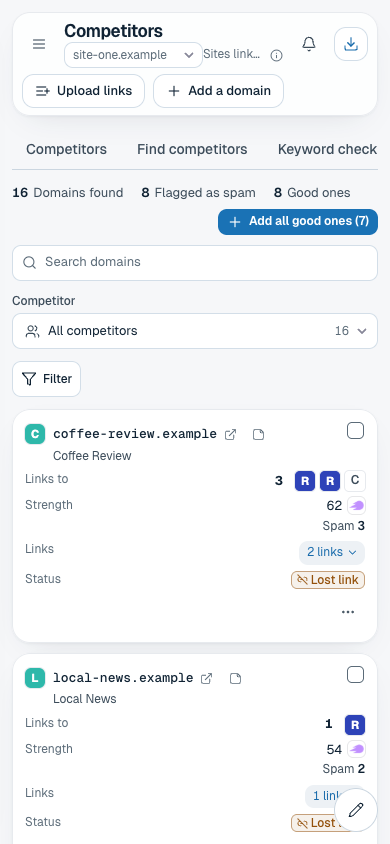 Competitors
site-one.example
Sites link...
Upload links
Add a domain
Competitors Find competitors Keyword check
16 Domains found 8 Flagged as spam 8 Good ones
Add all good ones (7)
Search domains
Competitor
All competitors 16
Filter
C coffee-review.example
Coffee Review
Links to 3 R R C
Strength 62
Spam 3
Links 2 links
Status Lost link
L local-news.example
Local News
Links to 1 R
Strength 54
Spam 2
Links 1
Status Lost